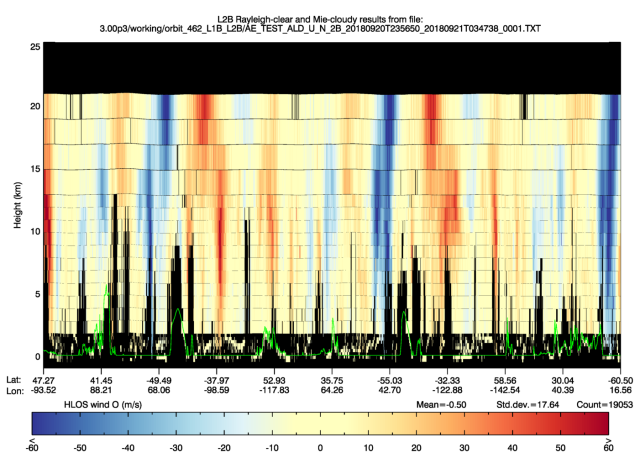 L2B Rayleigh-clear and Mie-cloudy results from file:
3.00p3/working/orbit_462_L1B_L2B/AE_TEST_ALD_U_N_2B_20180920T235650_20180921T034738_0001.TXT
25
20
15
10
5
0
Height (km)
Lat: 47.27 41.45 -49.49 -37.97 52.93 35.75 -55.03 -32.33 58.56 30.04 -60.50
Lon: -93.52 88.21 68.06 -98.59 -117.83 64.26 42.70 -122.88 -142.54 40.39 16.56
HLOS wind O (m/s) Mean=-0.50 Std.dev.=17.64 Count=19053
< >
-60 -50 -40 -30 -20 -10 0 10 20 30 40 50 60